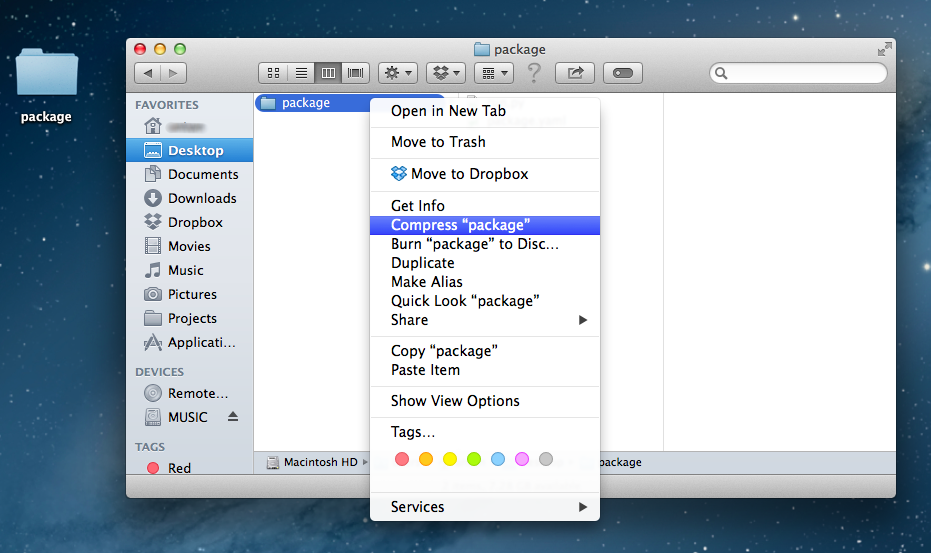 package
package
FAVORITES
Desktop
Documents
Downloads
Dropbox
Movies
Music
Pictures
Projects
Applicati...
DEVICES
Remote...
MUSIC
TAGS
Red
package
Open in New Tab
Move to Trash
Move to Dropbox
Get Info
Compress “package”
Burn “package” to Disc...
Duplicate
Make Alias
Quick Look “package”
Share
Copy “package”
Paste Item
Show View Options
Tags...
Services
Macintosh HD
package